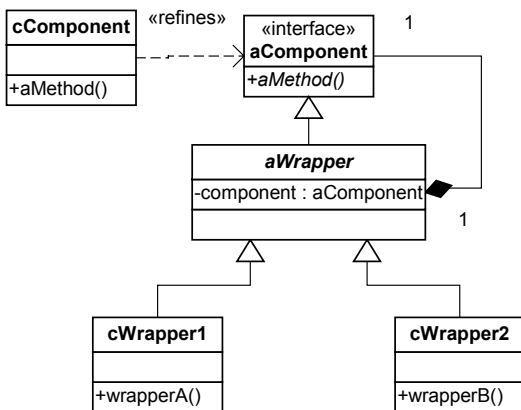 cComponent
+aMethod()
«refines»
«interface»
aComponent
+aMethod()
1
aWrapper
-component : aComponent
1
cWrapper1
+wrapperA()
cWrapper2
+wrapperB()